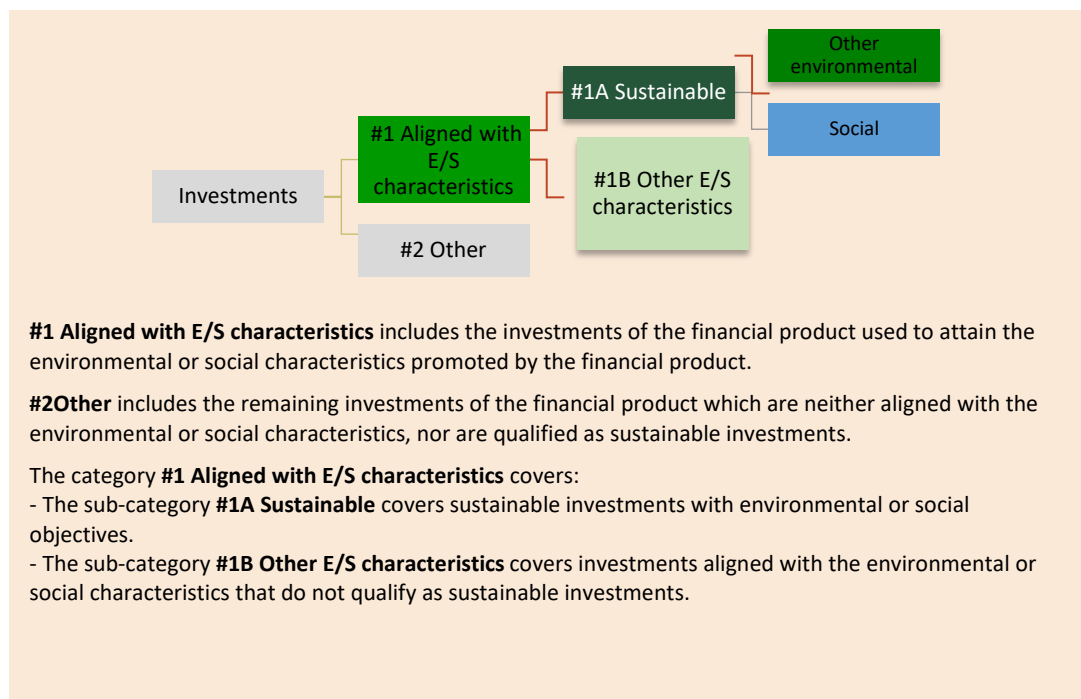 Other
environmental
#1A Sustainable
Social
#1 Aligned with
E/S
characteristics
#1B Other E/S
characteristics
Investments
#2 Other
#1 Aligned with E/S characteristics includes the investments of the financial product used to attain the
environmental or social characteristics promoted by the financial product.
#2Other includes the remaining investments of the financial product which are neither aligned with the
environmental or social characteristics, nor are qualified as sustainable investments.
The category #1 Aligned with E/S characteristics covers:
- The sub-category #1A Sustainable covers sustainable investments with environmental or social
objectives.
- The sub-category #1B Other E/S characteristics covers investments aligned with the environmental or
social characteristics that do not qualify as sustainable investments.